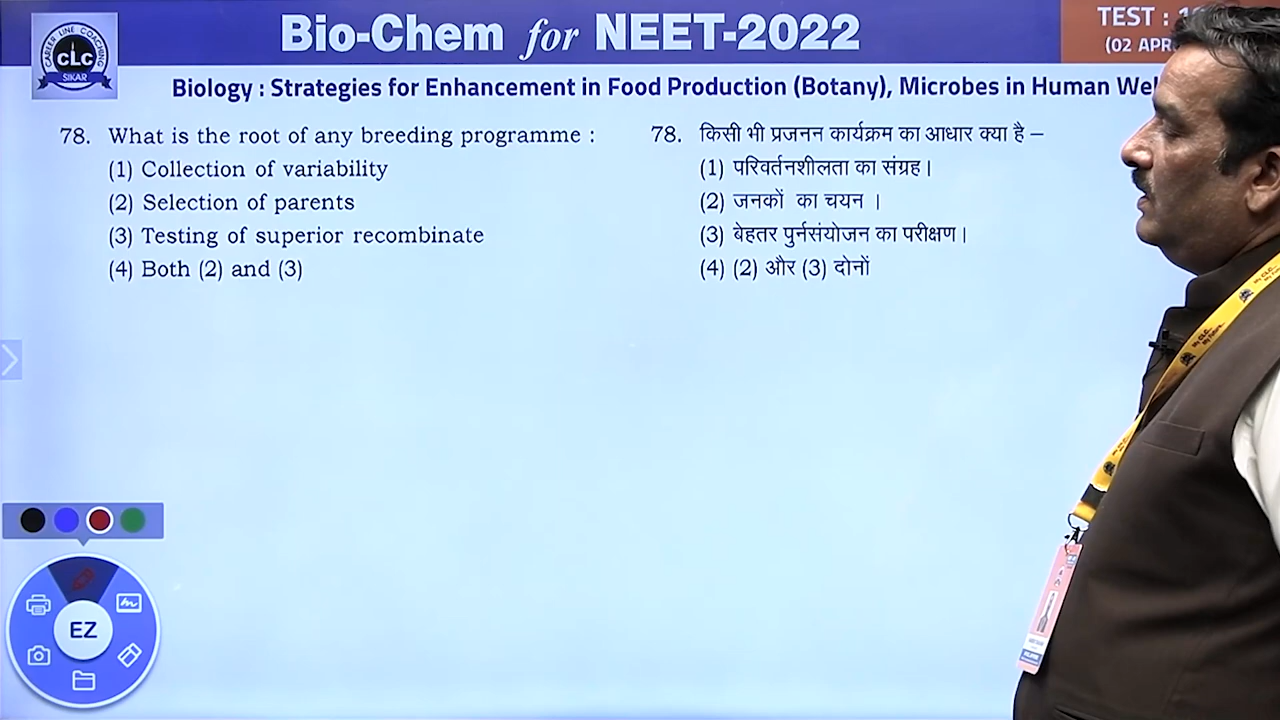 Bio-Chem for NEET-2022
TEST :
(02 APR
CAREER LINE COACHING
CLC
SIKAR
Biology : Strategies for Enhancement in Food Production (Botany), Microbes in Human Wel
78. What is the root of any breeding programme :
(1) Collection of variability
(2) Selection of parents
(3) Testing of superior recombinate
(4) Both (2) and (3)
78. किसी भी प्रजनन कार्यक्रम का आधार क्या है –
(1) परिवर्तनशीलता का संग्रह।
(2) जनकों का चयन ।
(3) बेहतर पुर्नसंयोजन का परीक्षण।
(4) (2) और (3) दोनों
EZ